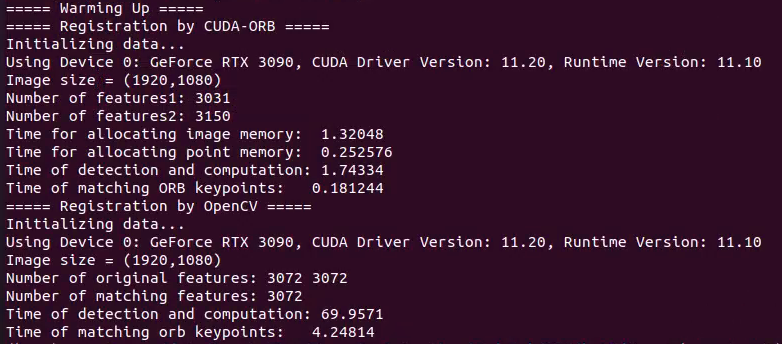 ===== Warming Up =====
===== Registration by CUDA-ORB =====
Initializing data...
Using Device 0: GeForce RTX 3090, CUDA Driver Version: 11.20, Runtime Version: 11.10
Image size = (1920,1080)
Number of features1: 3031
Number of features2: 3150
Time for allocating image memory:  1.32048
Time for allocating point memory:  0.252576
Time of detection and computation: 1.74334
Time of matching ORB keypoints:   0.181244
===== Registration by OpenCV =====
Initializing data...
Using Device 0: GeForce RTX 3090, CUDA Driver Version: 11.20, Runtime Version: 11.10
Image size = (1920,1080)
Number of original features: 3072 3072
Number of matching features: 3072
Time of detection and computation: 69.9571
Time of matching orb keypoints:   4.24814